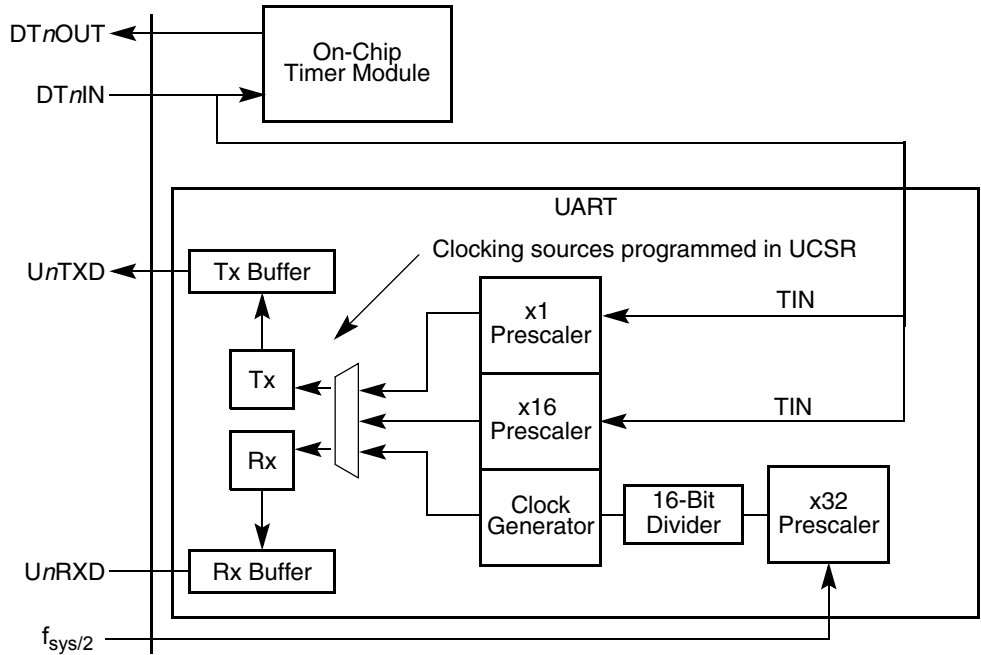 DTnOUT
On-Chip
Timer Module
DTnIN
UART
Clocking sources programmed in UCSR
UnTXD
Tx Buffer
x1
Prescaler
TIN
Tx
x16
Prescaler
TIN
Rx
Clock
Generator
16-Bit
Divider
x32
Prescaler
UnRXD
Rx Buffer
fsys/2